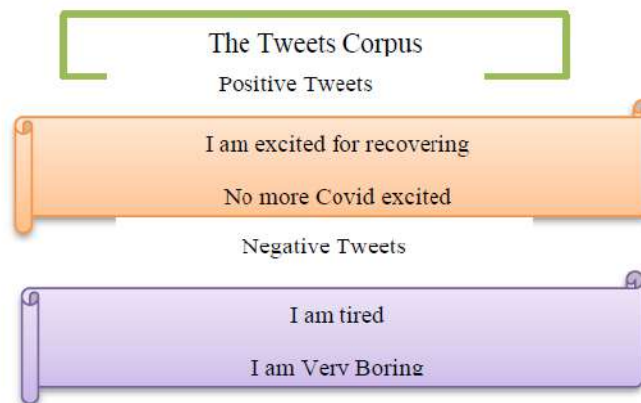 The Tweets Corpus
Positive Tweets
I am excited for recovering
No more Covid excited
Negative Tweets
I am tired
I am Very Boring